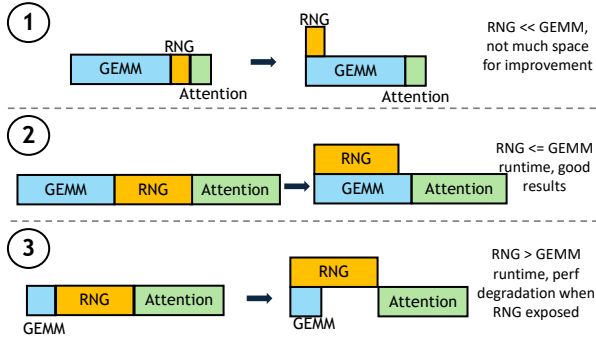 1
RNG
GEMM
Attention
RNG
GEMM
Attention
RNG << GEMM,
not much space
for improvement
2
GEMM
RNG
Attention
RNG
GEMM
Attention
RNG <= GEMM
runtime, good
results
3
RNG
Attention
GEMM
RNG
GEMM
Attention
RNG > GEMM
runtime, perf
degradation when
RNG exposed